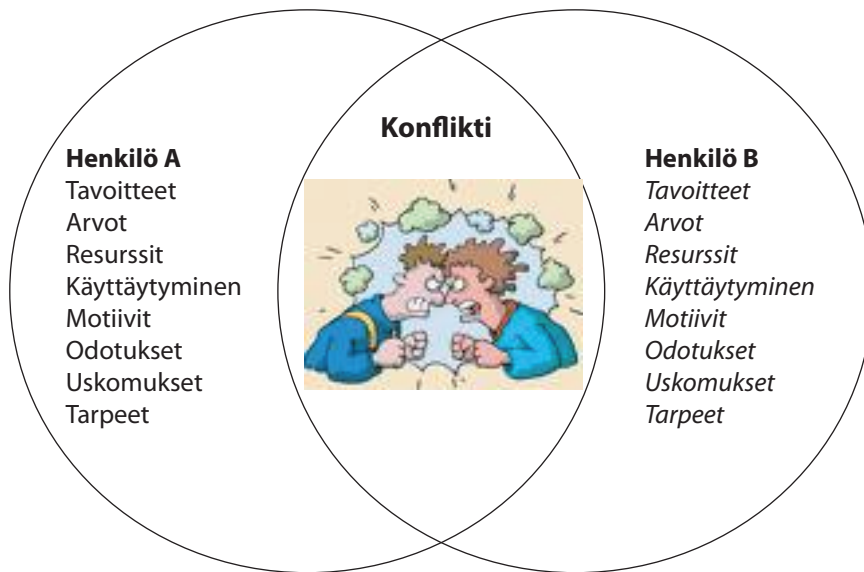 Konflikti
Henkilö A
Tavoitteet
Arvot
Resurssit
Käyttäytyminen
Motiivit
Odotukset
Uskomukset
Tarpeet
Henkilö B
Tavoitteet
Arvot
Resurssit
Käyttäytyminen
Motiivit
Odotukset
Uskomukset
Tarpeet